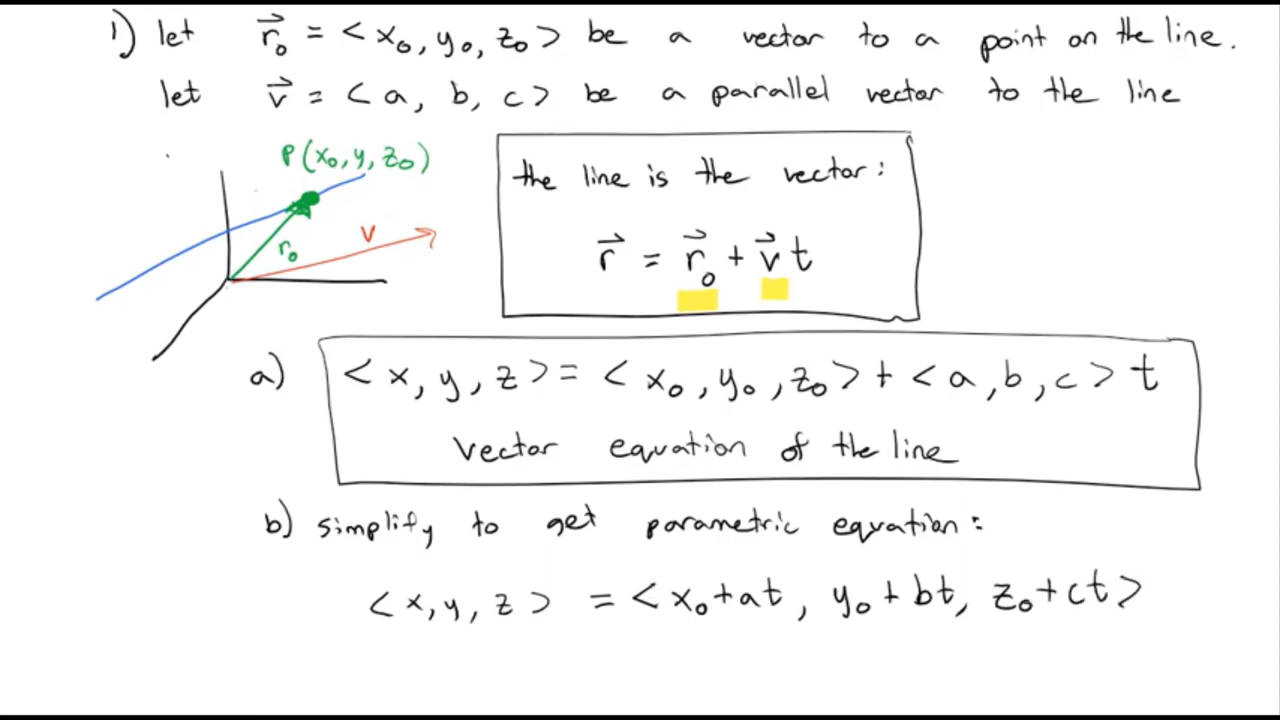 1) let r⃗₀ = < x₀, y₀, z₀ > be a vector to a point on the line.
let v⃗ = < a, b, c > be a parallel vector to the line
P(x₀, y, z₀)
r₀
v
the line is the vector:
r⃗ = r⃗₀ + v⃗ t
a) < x, y, z > = < x₀, y₀, z₀ > + < a, b, c > t
vector equation of the line
b) simplify to get parametric equation:
< x, y, z > = < x₀+at, y₀+bt, z₀+ct >